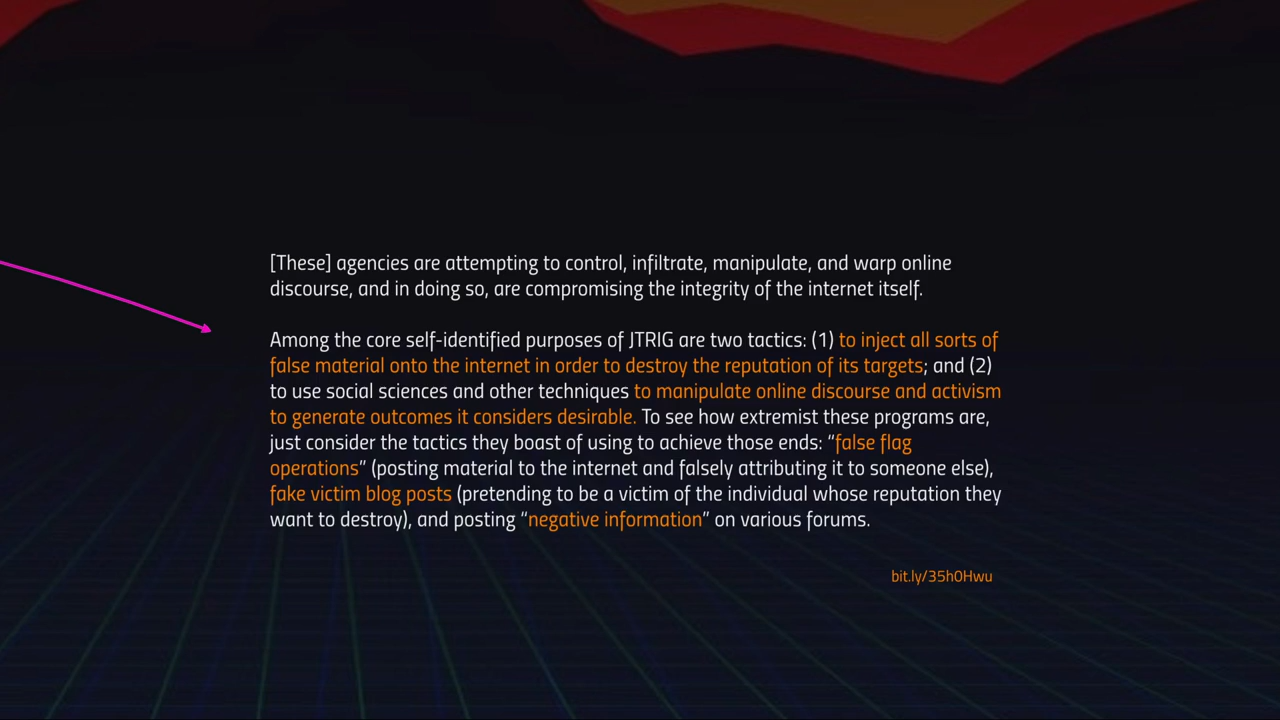 [These] agencies are attempting to control, infiltrate, manipulate, and warp online
discourse, and in doing so, are compromising the integrity of the internet itself.
Among the core self-identified purposes of JTRIG are two tactics: (1) to inject all sorts of
false material onto the internet in order to destroy the reputation of its targets; and (2)
to use social sciences and other techniques to manipulate online discourse and activism
to generate outcomes it considers desirable. To see how extremist these programs are,
just consider the tactics they boast of using to achieve those ends: “false flag
operations” (posting material to the internet and falsely attributing it to someone else),
fake victim blog posts (pretending to be a victim of the individual whose reputation they
want to destroy), and posting “negative information” on various forums.
bit.ly/35h0Hwu